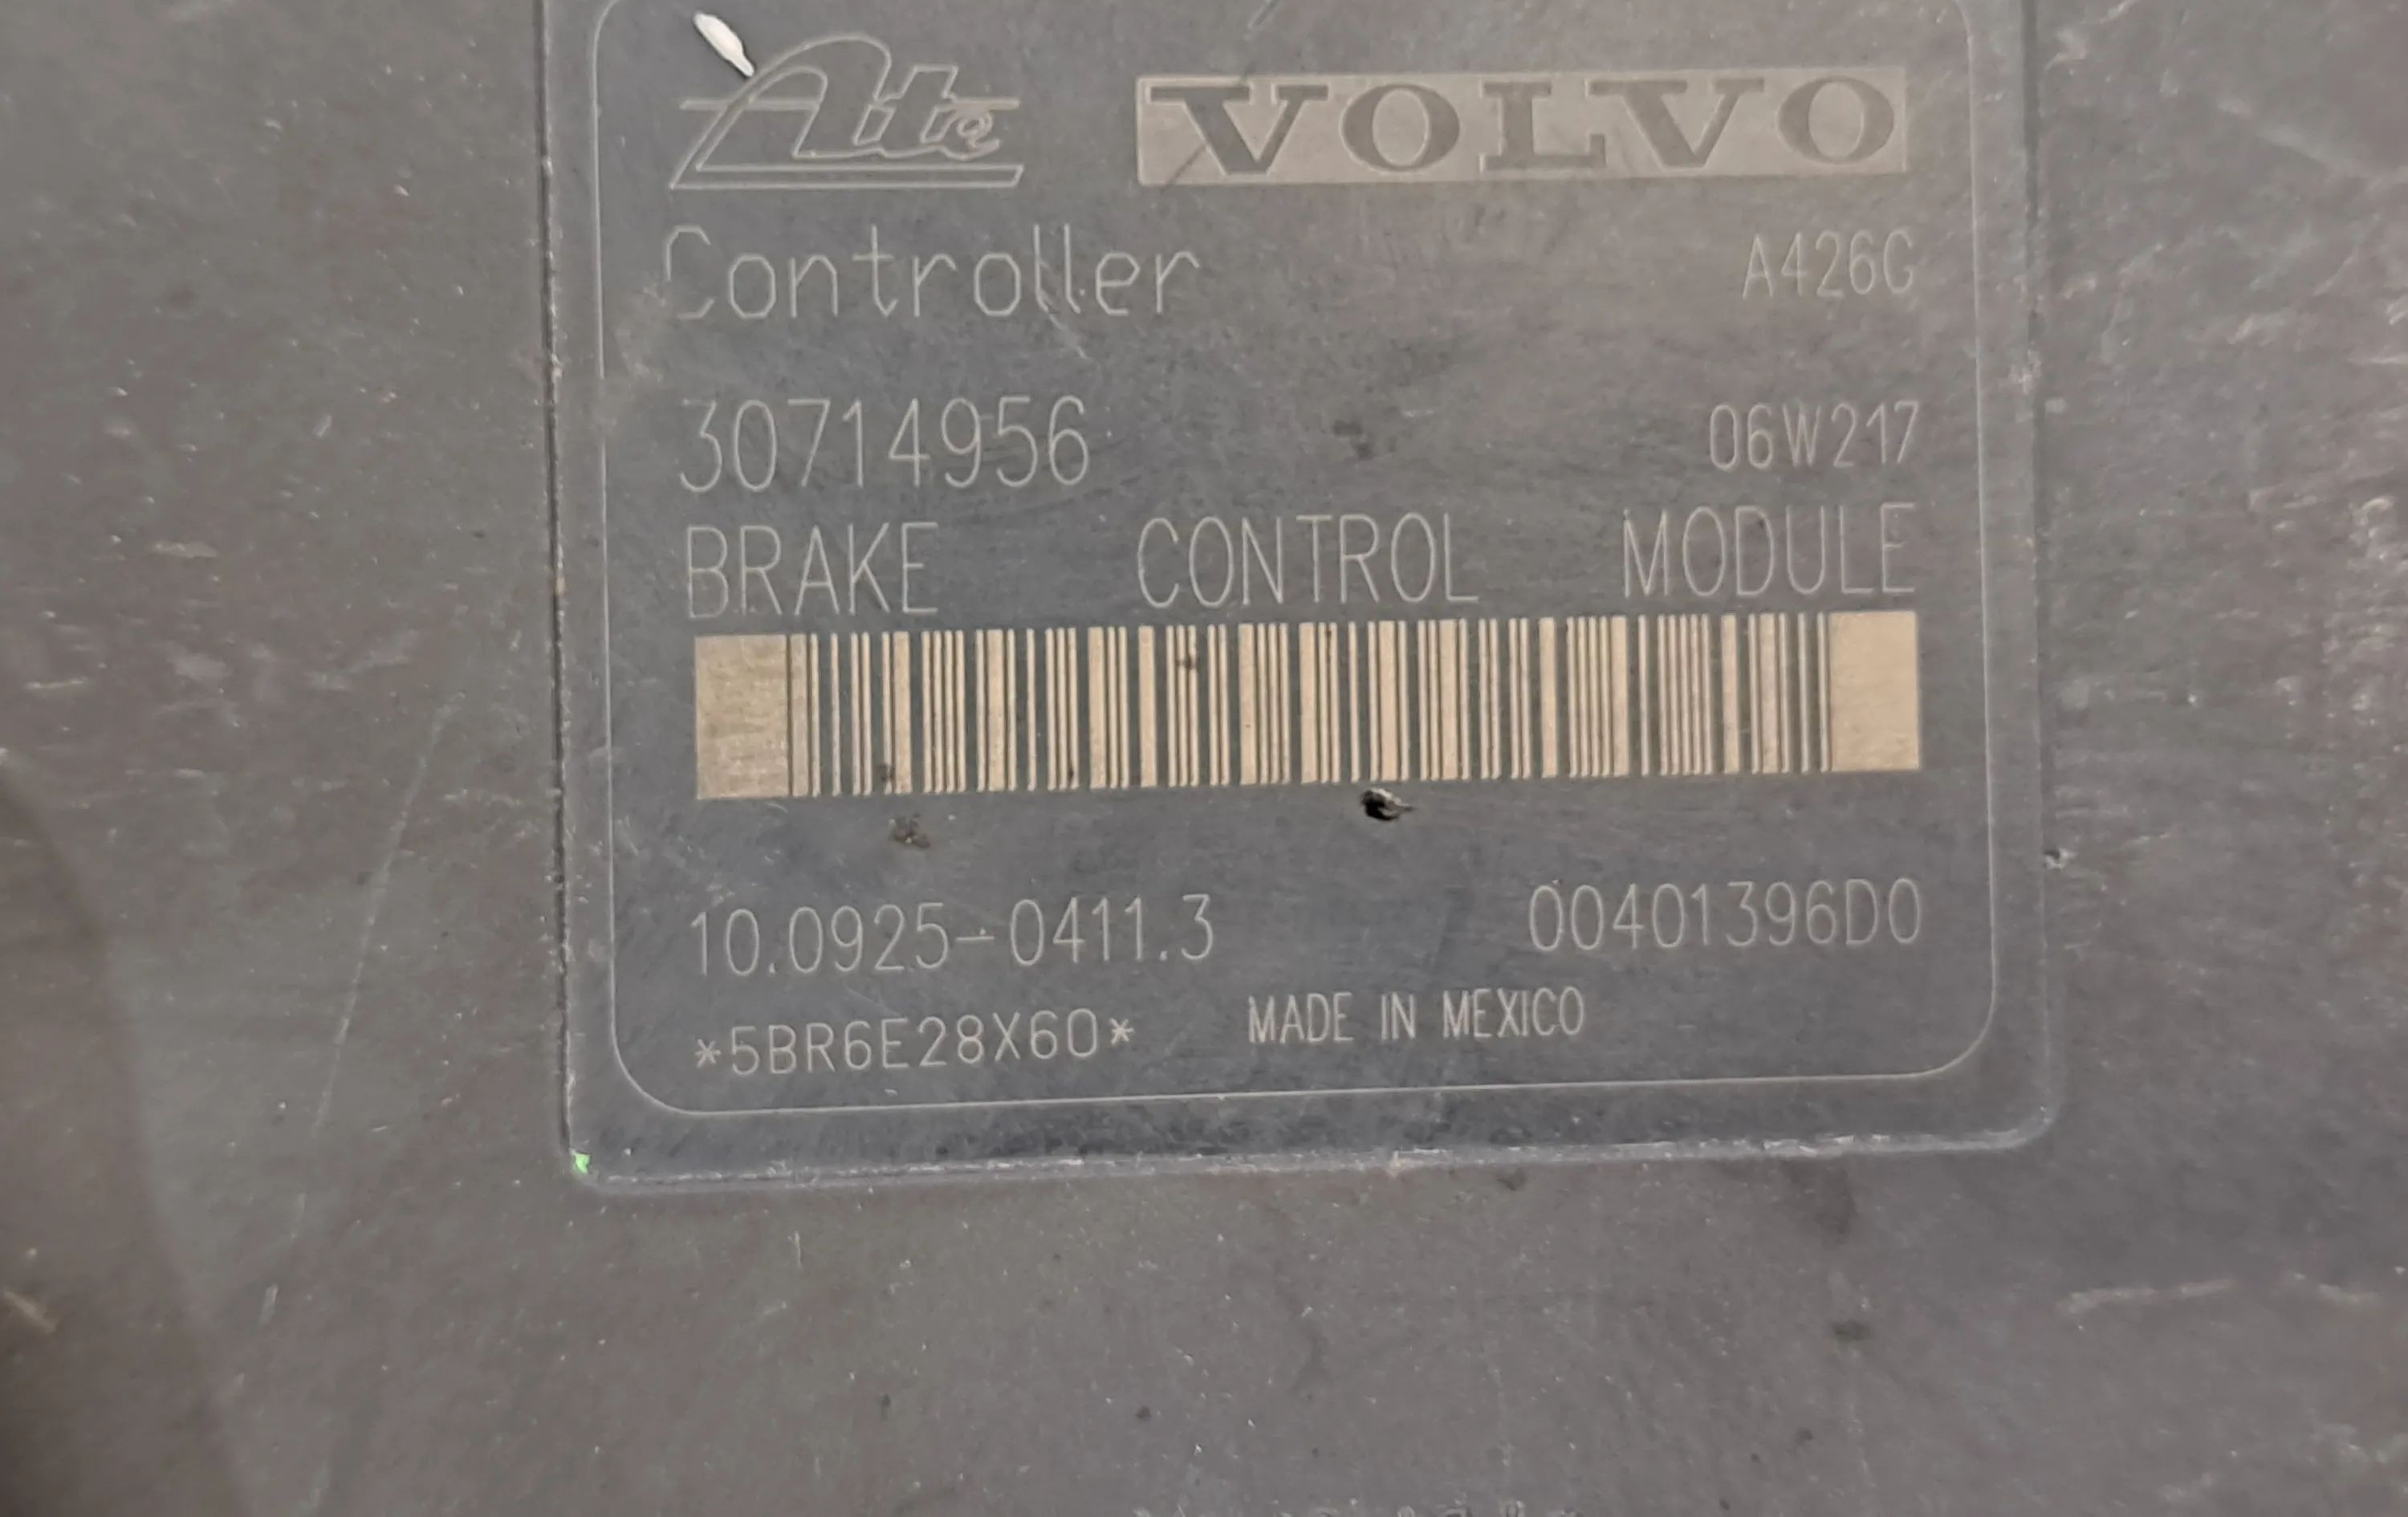 Ate VOLVO
Controller A426G
30714956 06W217
BRAKE CONTROL MODULE
10.0925-0411.3 00401396D0
*5BR6E28X60* MADE IN MEXICO